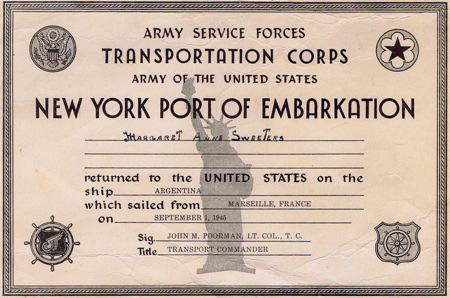 ARMY SERVICE FORCES
TRANSPORTATION CORPS
ARMY OF THE UNITED STATES
NEW YORK PORT OF EMBARKATION
MARGARET ANNE SWEETERS
returned to the UNITED STATES on the
ship ARGENTINA
which sailed from MARSEILLE, FRANCE
on SEPTEMBER 1, 1945
Sig. JOHN M. POORMAN, LT. COL., T. C.
Title TRANSPORT COMMANDER